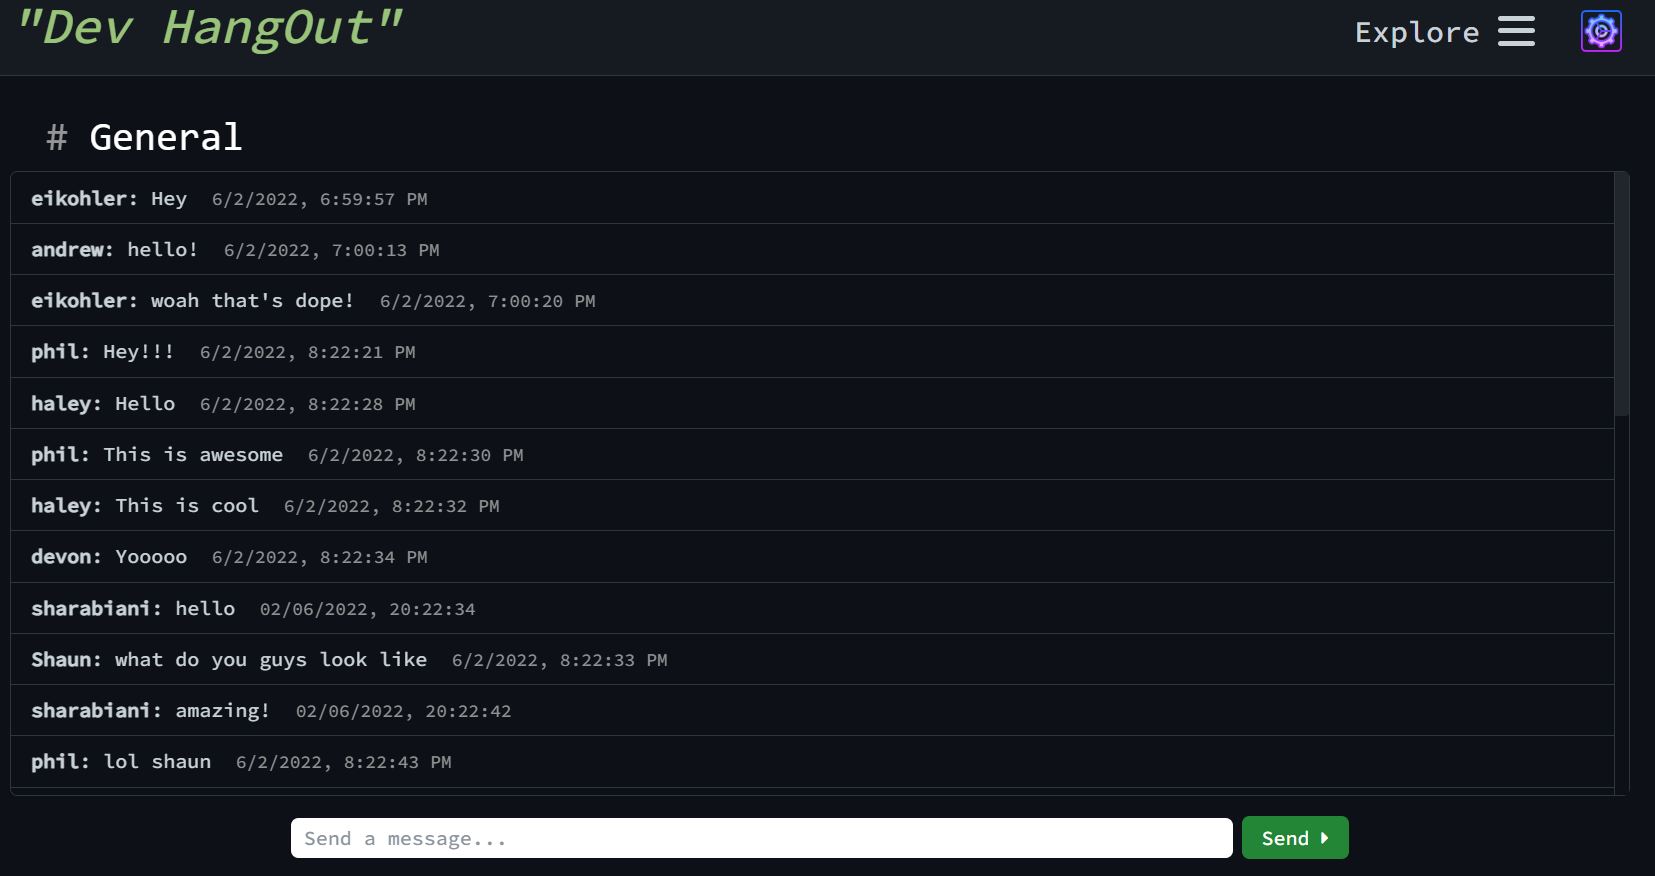 "Dev HangOut"
Explore
# General
eikohler: Hey 6/2/2022, 6:59:57 PM
andrew: hello! 6/2/2022, 7:00:13 PM
eikohler: woah that's dope! 6/2/2022, 7:00:20 PM
phil: Hey!!! 6/2/2022, 8:22:21 PM
haley: Hello 6/2/2022, 8:22:28 PM
phil: This is awesome 6/2/2022, 8:22:30 PM
haley: This is cool 6/2/2022, 8:22:32 PM
devon: Yooooo 6/2/2022, 8:22:34 PM
sharabiani: hello 02/06/2022, 20:22:34
Shaun: what do you guys look like 6/2/2022, 8:22:33 PM
sharabiani: amazing! 02/06/2022, 20:22:42
phil: lol shaun 6/2/2022, 8:22:43 PM
Send a message...
Send